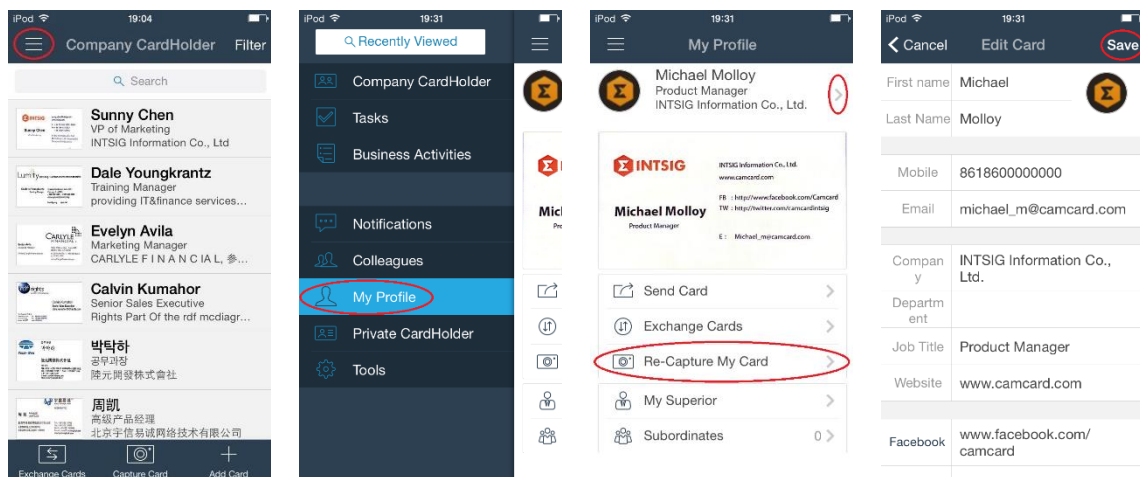 iPod 19:04
Company CardHolder Filter
Search
Sunny Chen
VP of Marketing
INTSIG Information Co., Ltd
Dale Youngkrantz
Training Manager
providing IT&finance services...
Evelyn Avila
Marketing Manager
CARLYLE F I N A N C IA L, 参...
Calvin Kumahor
Senior Sales Executive
Rights Part Of the rdf mcdiagr...
박탁하
공무과장
陸元開發株式會社
周凯
高级产品经理
北京宇信易诚网络技术有限公司
Exchange Cards Capture Card Add Card
iPod 19:31
Recently Viewed
Company CardHolder
Tasks
Business Activities
Notifications
Colleagues
My Profile
Private CardHolder
Tools
Micl
iPod 19:31
My Profile
Michael Molloy
Product Manager
INTSIG Information Co., Ltd.
INTSIG
INTSIG Information Co., Ltd.
www.camcard.com
FB : http://www.facebook.com/Camcard
TW : http://twitter.com/camcardintsig
Michael Molloy
Product Manager
E : Michael_m@camcard.com
Send Card
Exchange Cards
Re-Capture My Card
My Superior
Subordinates 0
iPod 19:31
Cancel Edit Card Save
First name Michael
Last Name Molloy
Mobile 8618600000000
Email michael_m@camcard.com
Compan
y
INTSIG Information Co.,
Ltd.
Departm
ent
Job Title Product Manager
Website www.camcard.com
Facebook
www.facebook.com/
camcard